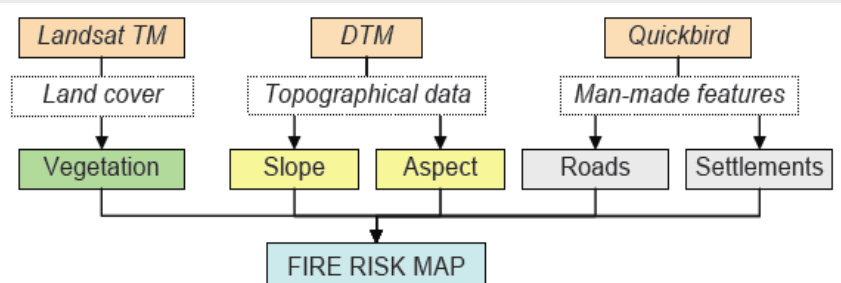 Landsat TM
DTM
Quickbird
Land cover
Topographical data
Man-made features
Vegetation
Slope
Aspect
Roads
Settlements
FIRE RISK MAP